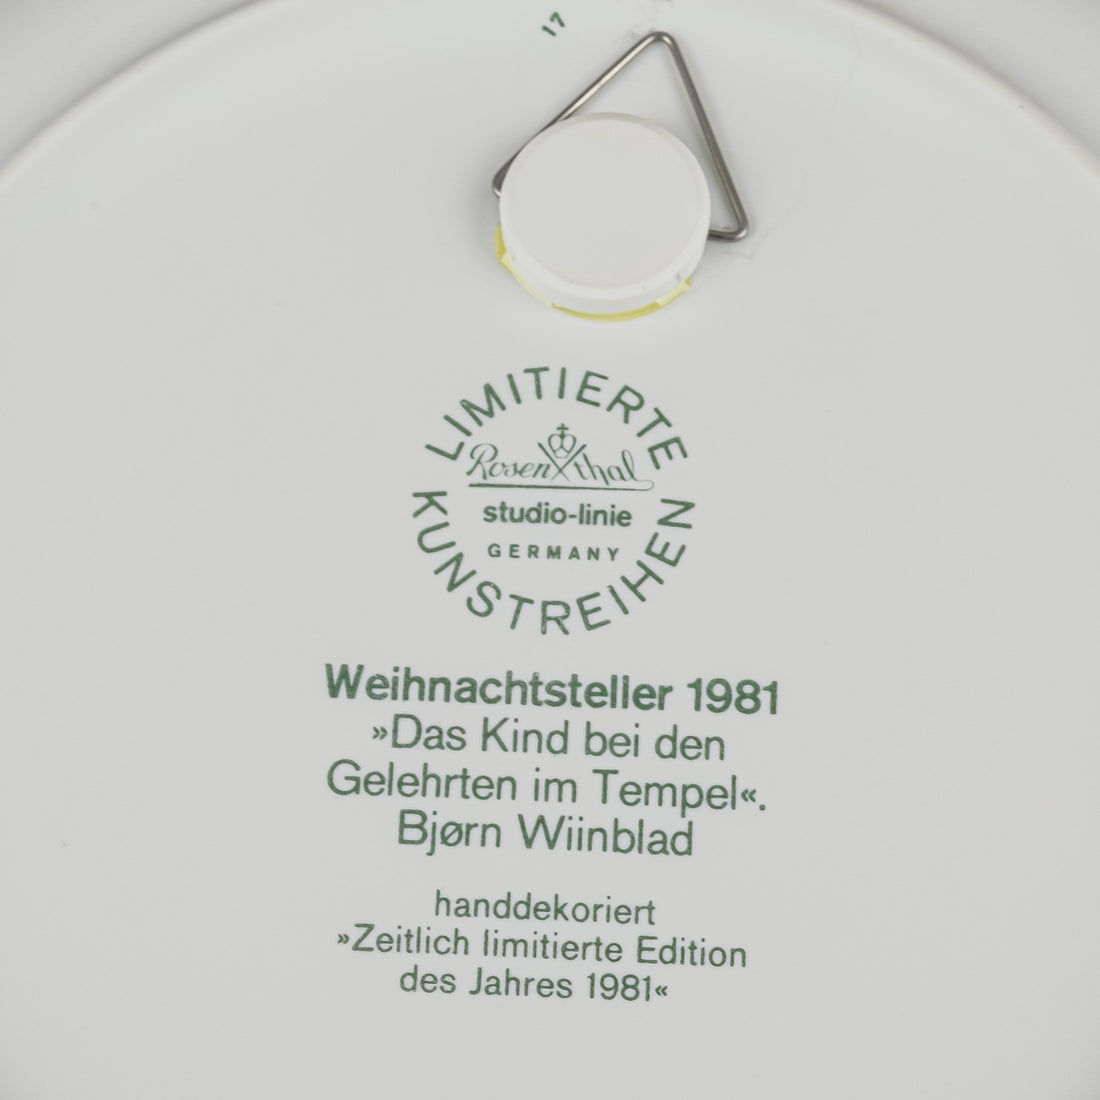 17
LIMITIERTE
Rosenthal
studio-linie
GERMANY
KUNSTREIHEN
Weihnachtsteller 1981
»Das Kind bei den
Gelehrten im Tempel«.
Bjørn Wiinblad
handdekoriert
»Zeitlich limitierte Edition
des Jahres 1981«